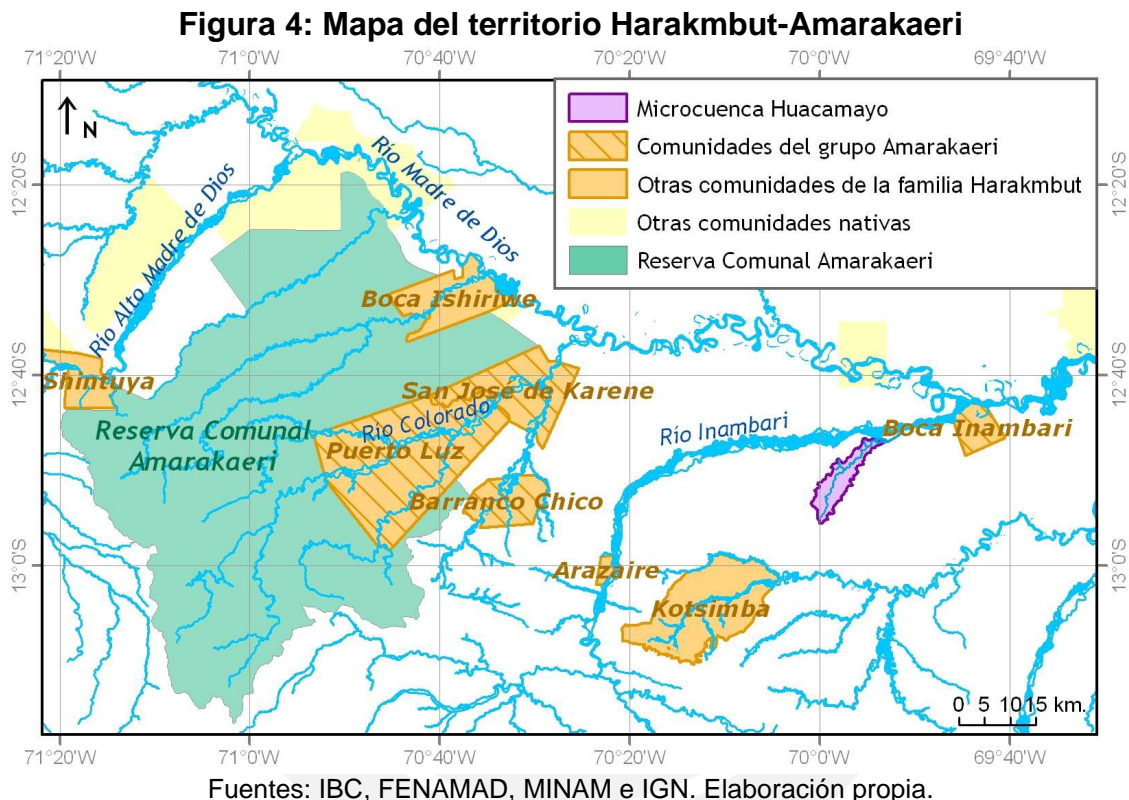 Figura 4: Mapa del territorio Harakmbut-Amarakaeri
71°20'W 71°0'W 70°40'W 70°20'W 70°0'W 69°40'W
N
Microcuenca Huacamayo
Comunidades del grupo Amarakaeri
Otras comunidades de la familia Harakmbut
Otras comunidades nativas
Reserva Comunal Amarakaeri
12°20'S
12°20'S
Río Madre de Dios
Río Alto Madre de Dios
Boca Ishiriwe
12°40'S
12°40'S
Shintuya
San José de Karene
Río Colorado
Río Inambari
Boca Inambari
Reserva Comunal
Amarakaeri
Puerto Luz
Barranco Chico
13°0'S
13°0'S
Arazaire
Kotsimba
0 5 10 15 km.
71°20'W 71°0'W 70°40'W 70°20'W 70°0'W 69°40'W
Fuentes: IBC, FENAMAD, MINAM e IGN. Elaboración propia.